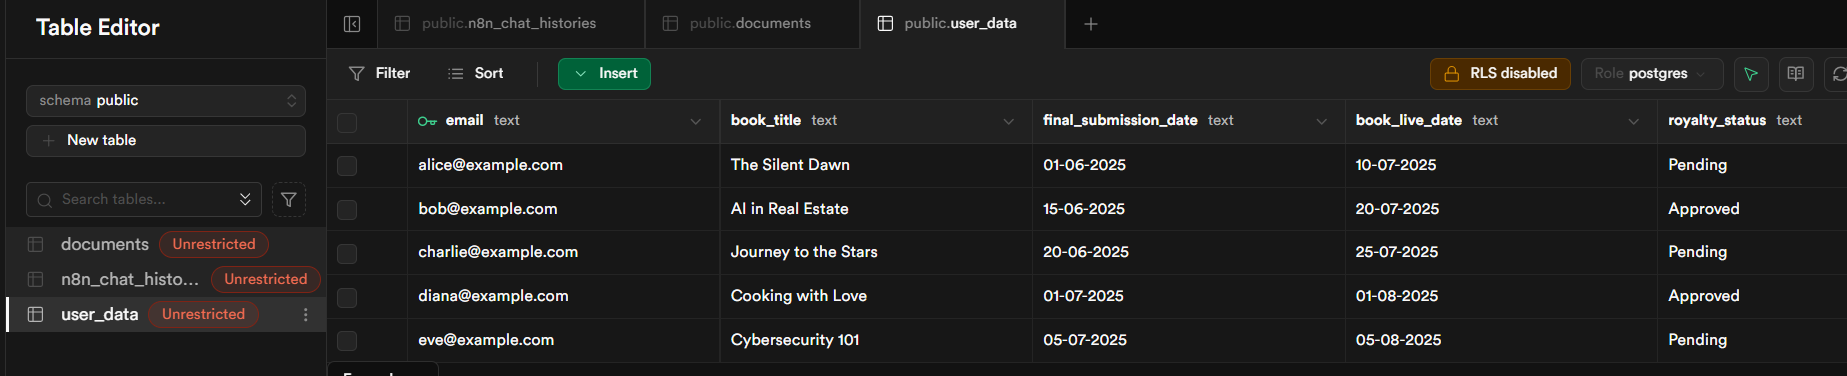 Table Editor
schema public
New table
Search tables...
documents Unrestricted
n8n_chat_histo... Unrestricted
user_data Unrestricted
public.n8n_chat_histories public.documents public.user_data
Filter Sort Insert RLS disabled Role postgres
email text book_title text final_submission_date text book_live_date text royalty_status text
alice@example.com The Silent Dawn 01-06-2025 10-07-2025 Pending
bob@example.com AI in Real Estate 15-06-2025 20-07-2025 Approved
charlie@example.com Journey to the Stars 20-06-2025 25-07-2025 Pending
diana@example.com Cooking with Love 01-07-2025 01-08-2025 Approved
eve@example.com Cybersecurity 101 05-07-2025 05-08-2025 Pending